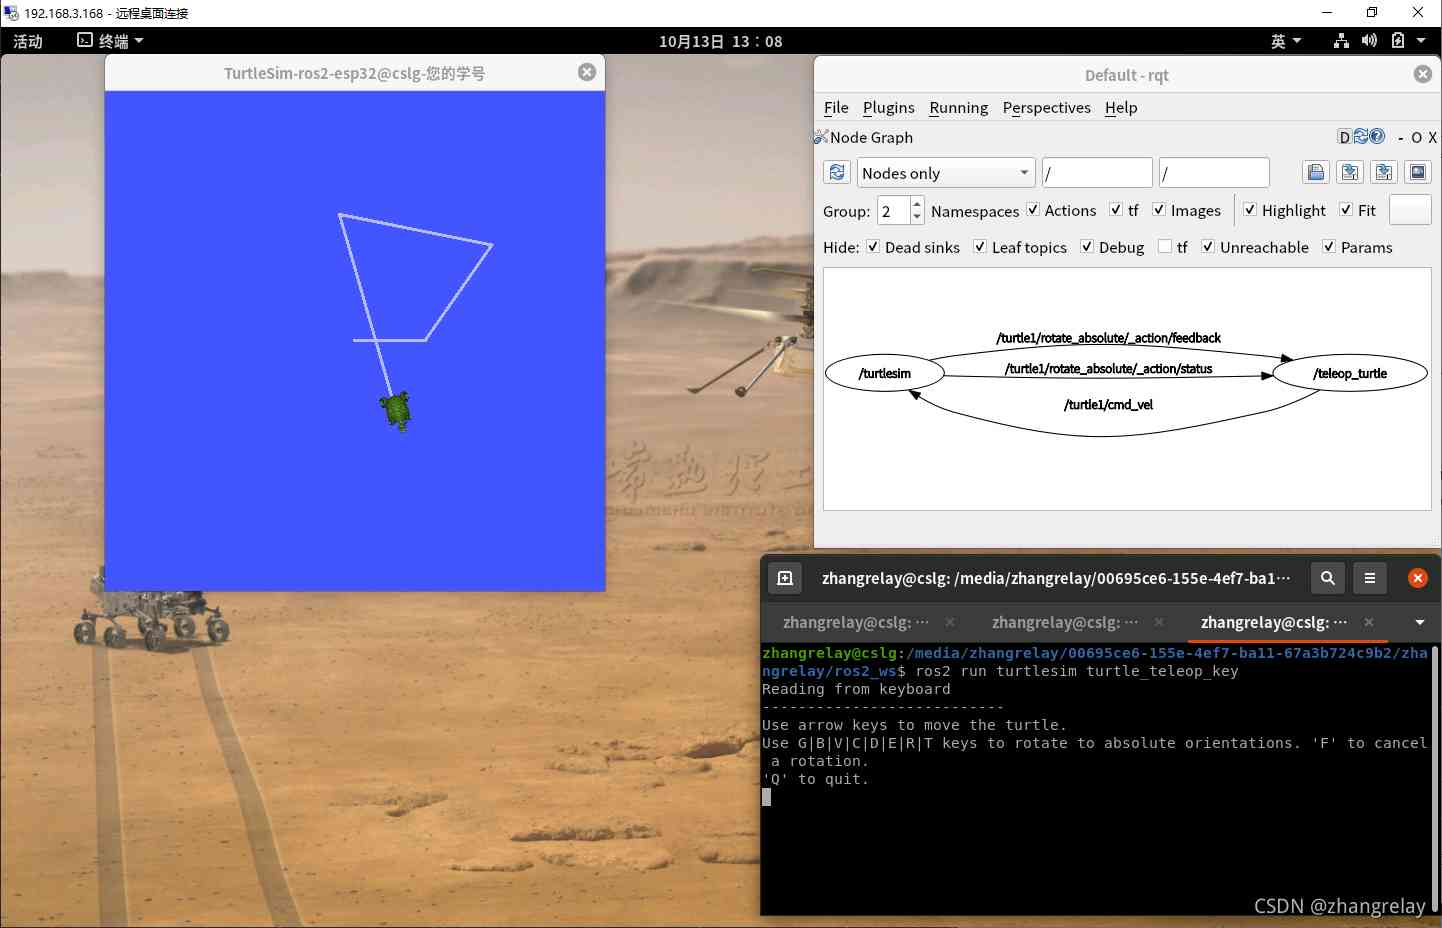 192.168.3.168 - 远程桌面连接
活动
终端
10月13日 13：08
英
TurtleSim-ros2-esp32@cslg-您的学号
Default - rqt
File Plugins Running Perspectives Help
Node Graph
D
- O X
Nodes only
/
/
Group: 2 Namespaces Actions tf Images Highlight Fit
Hide: Dead sinks Leaf topics Debug tf Unreachable Params
/turtle1/rotate_absolute/_action/feedback
/turtlesim
/turtle1/rotate_absolute/_action/status
/teleop_turtle
/turtle1/cmd_vel
zhangrelay@cslg: /media/zhangrelay/00695ce6-155e-4ef7-ba1···
zhangrelay@cslg: ···
zhangrelay@cslg: ···
zhangrelay@cslg: ···
zhangrelay@cslg:/media/zhangrelay/00695ce6-155e-4ef7-ba11-67a3b724c9b2/zha
ngrelay/ros2_ws$ ros2 run turtlesim turtle_teleop_key
Reading from keyboard
---------------------------
Use arrow keys to move the turtle.
Use G|B|V|C|D|E|R|T keys to rotate to absolute orientations. 'F' to cancel
a rotation.
'Q' to quit.
CSDN @zhangrelay